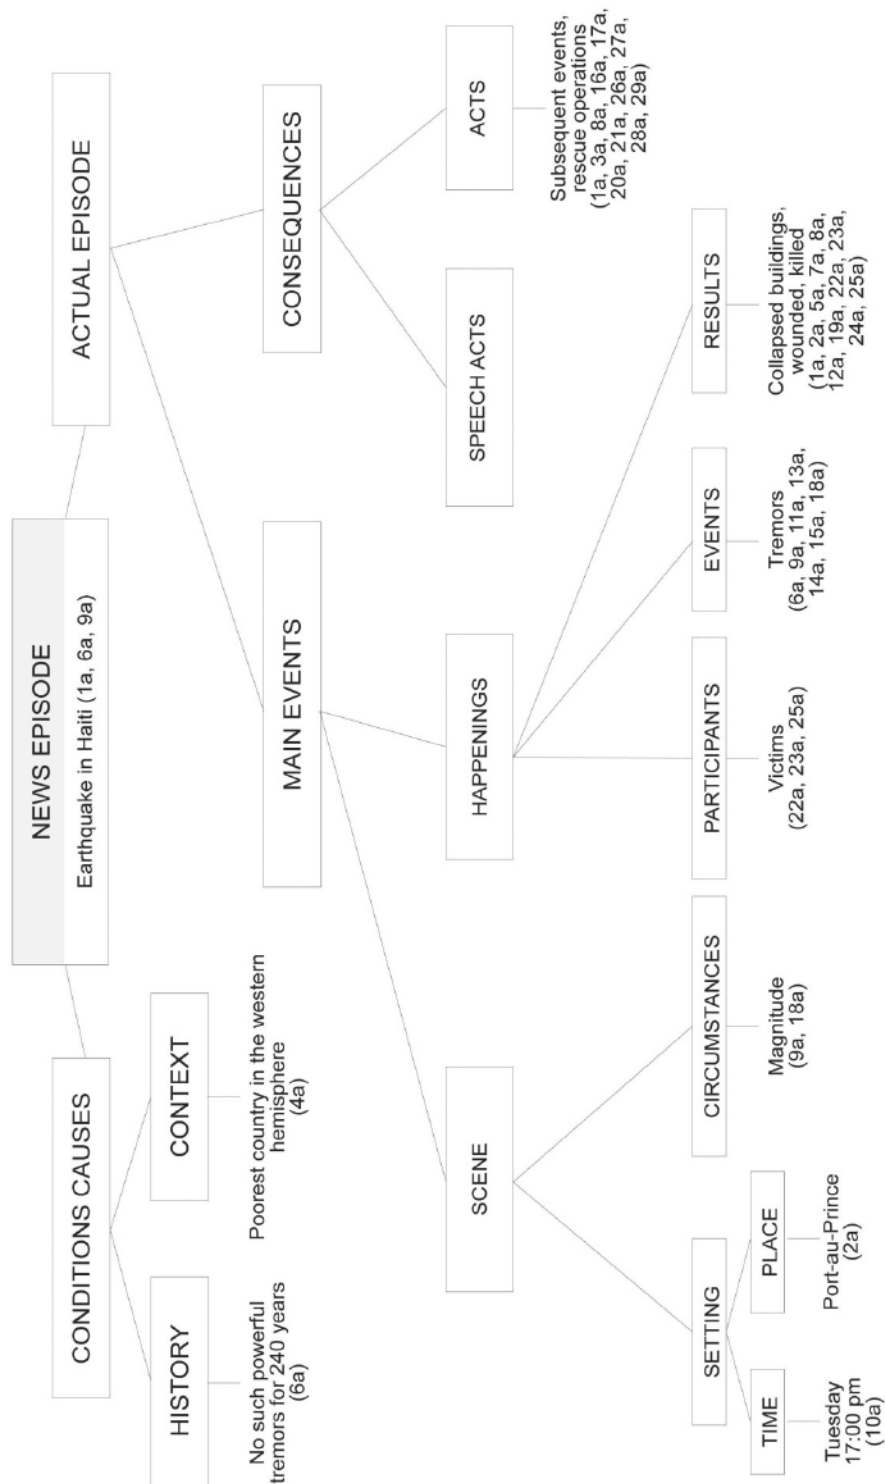 NEWS EPISODE
Earthquake in Haiti (1a, 6a, 9a)
CONDITIONS CAUSES
ACTUAL EPISODE
HISTORY
No such powerful
tremors for 240 years
(6a)
CONTEXT
Poorest country in the western
hemisphere
(4a)
MAIN EVENTS
CONSEQUENCES
SCENE
HAPPENINGS
SPEECH ACTS
ACTS
Subsequent events,
rescue operations
(1a, 3a, 8a, 16a, 17a,
20a, 21a, 26a, 27a,
28a, 29a)
SETTING
CIRCUMSTANCES
Magnitude
(9a, 18a)
PARTICIPANTS
Victims
(22a, 23a, 25a)
EVENTS
Tremors
(6a, 9a, 11a, 13a,
14a, 15a, 18a)
RESULTS
Collapsed buildings,
wounded, killed
(1a, 2a, 5a, 7a, 8a,
12a, 19a, 22a, 23a,
24a, 25a)
TIME
Tuesday
17:00 pm
(10a)
PLACE
Port-au-Prince
(2a)